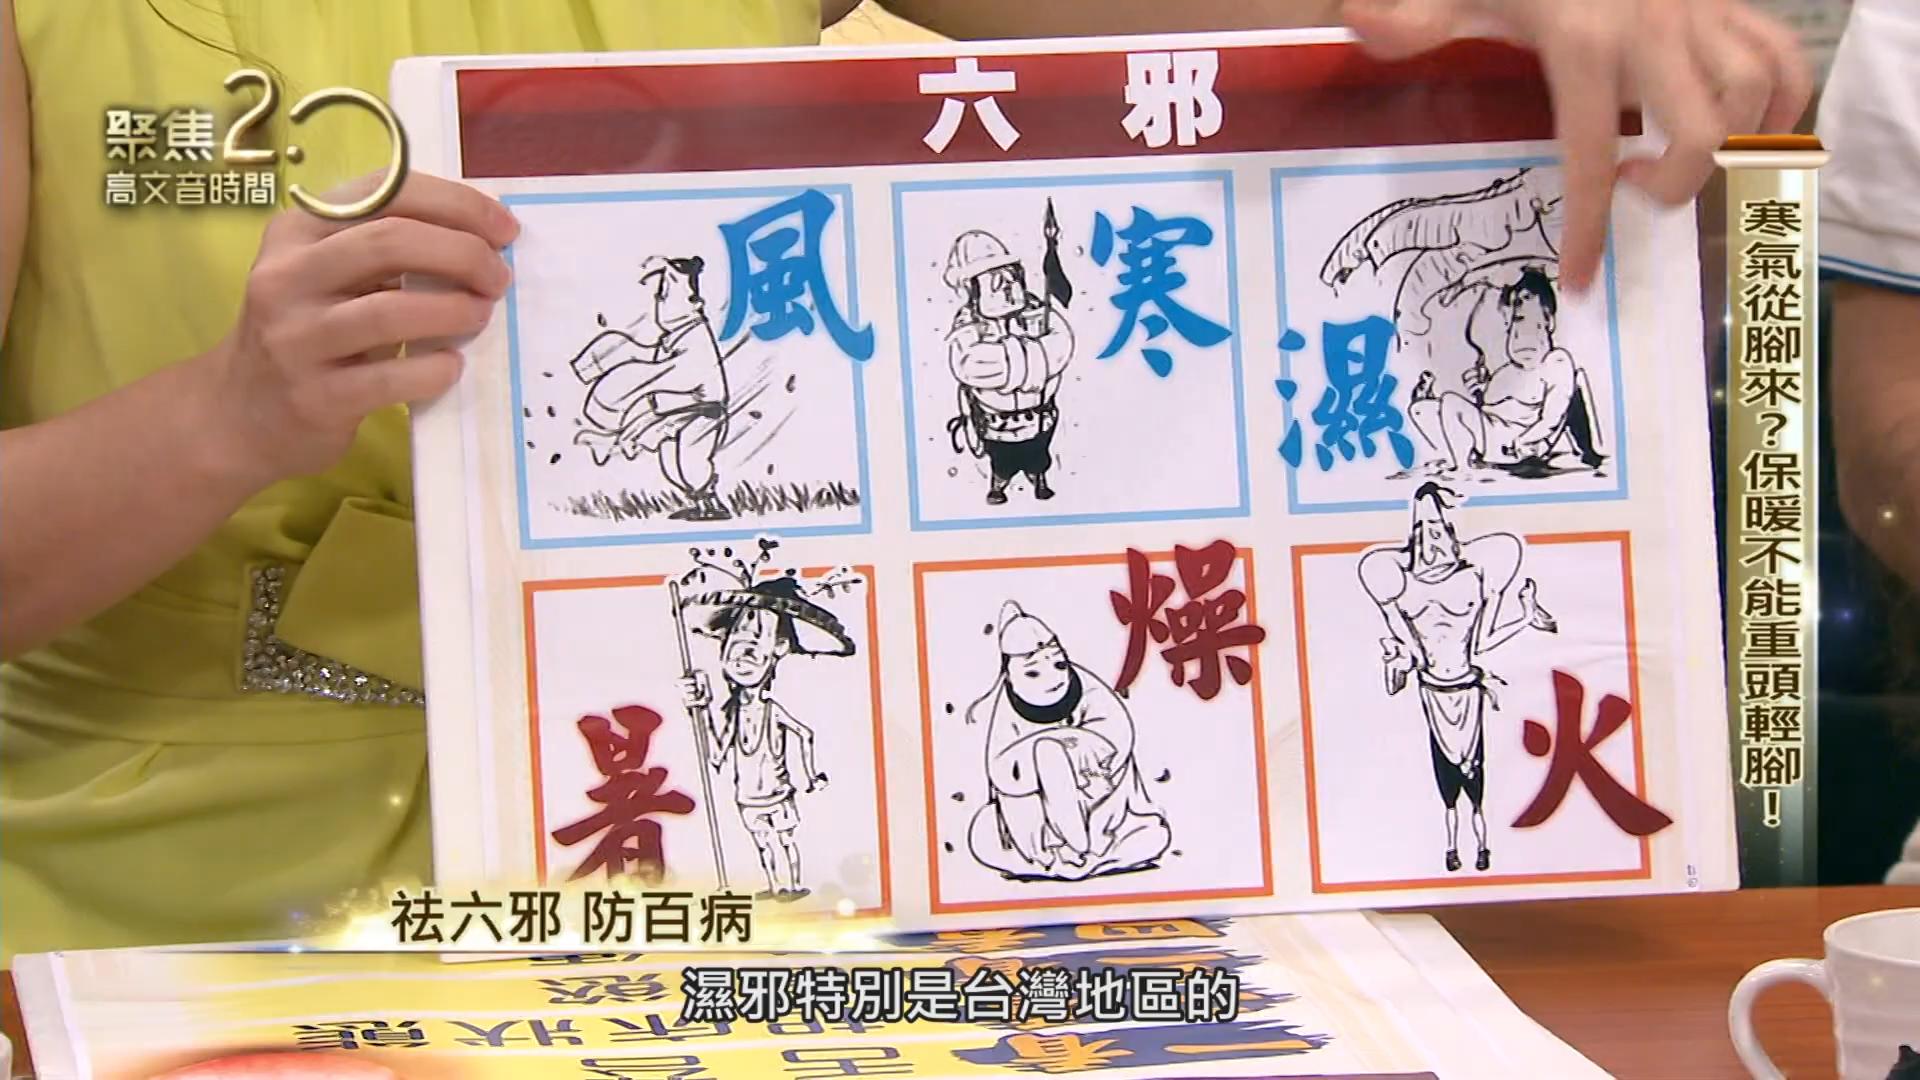 聚焦2.0
高文音時間
六邪
風
寒
濕
暑
燥
火
寒氣從腳來?保暖不能重頭輕腳!
祛六邪 防百病
濕邪特別是台灣地區的